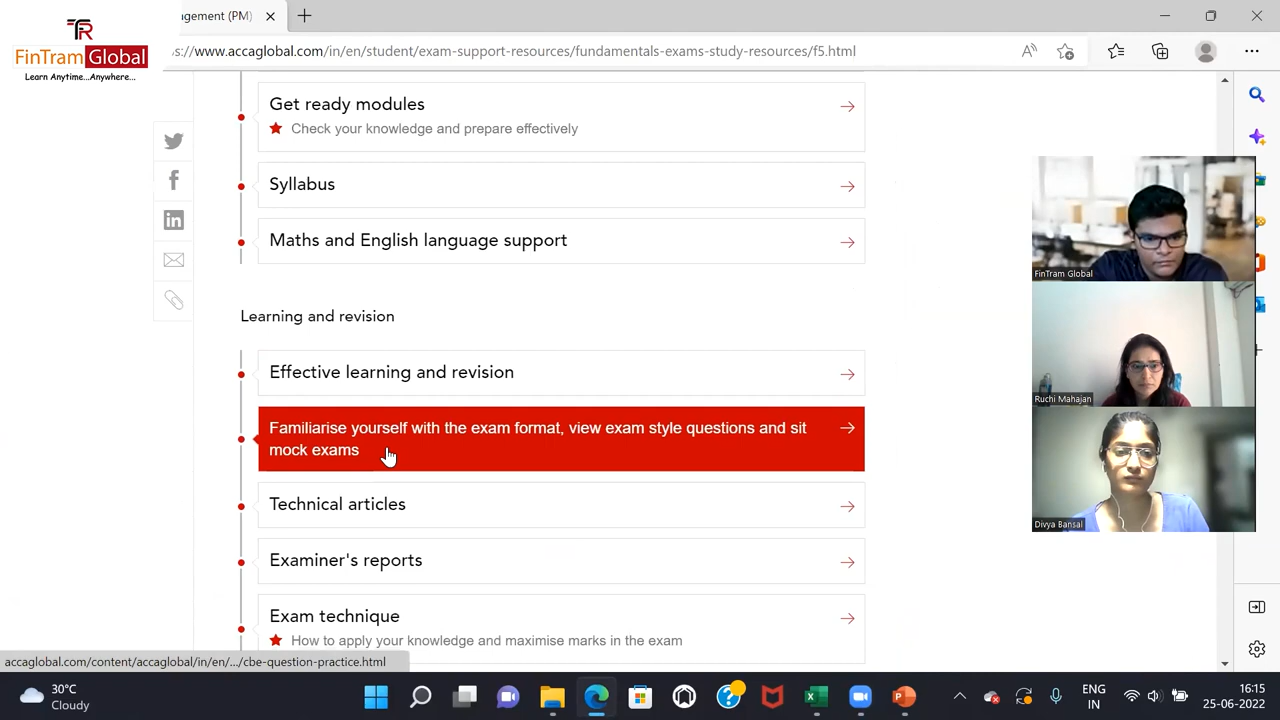 FR
FinTram Global
Learn Anytime...Anywhere...
gement (PM)
s://www.accaglobal.com/in/en/student/exam-support-resources/fundamentals-exams-study-resources/f5.html
Get ready modules
Check your knowledge and prepare effectively
Syllabus
Maths and English language support
Learning and revision
Effective learning and revision
Familiarise yourself with the exam format, view exam style questions and sit
mock exams
Technical articles
Examiner's reports
Exam technique
How to apply your knowledge and maximise marks in the exam
FinTram Global
Ruchi Mahajan
Divya Bansal
accaglobal.com/content/accaglobal/in/en/.../cbe-question-practice.html
30°C
Cloudy
ENG
IN
16:15
25-06-2022